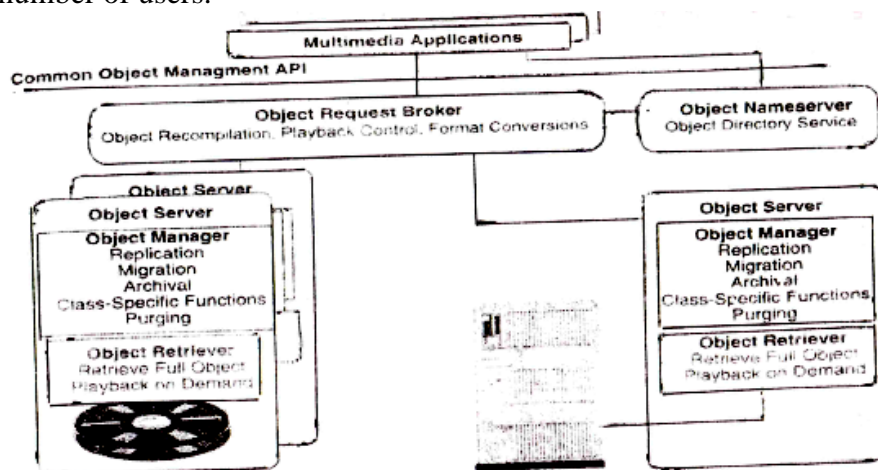 number of users.
Multimedia Applications
Common Object Managment API
Object Request Broker
Object Recompilation, Playback Control, Format Conversions
Object Nameserver
Object Directory Service
Object Server
Object Server
Object Manager
Replication
Migration
Archival
Class-Specific Functions
Purging
Object Retriever
Retrieve Full Object
Playback on Demand
Object Server
Object Manager
Replication
Migration
Archival
Class-Specific Functions
Purging
Object Retriever
Retrieve Full Object
Playback on Demand